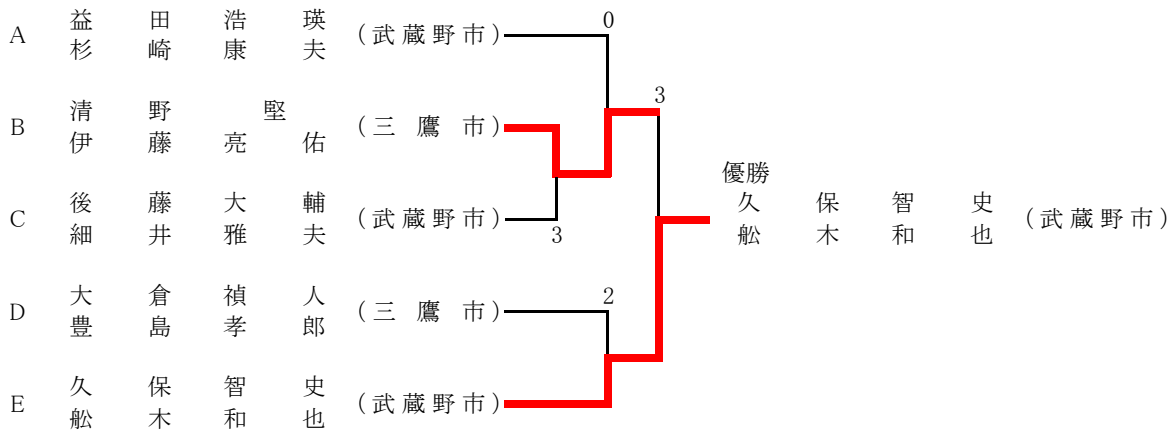 A 益田浩瑛 (武蔵野市) 0
杉崎康夫
B 清野堅 (三鷹市) 3
伊藤亮佑
C 後藤大輔 (武蔵野市) 3
細井雅夫
優勝
久保智史 (武蔵野市)
舩木和也
D 大倉禎人 (三鷹市) 2
豊島孝郎
E 久保智史 (武蔵野市)
舩木和也